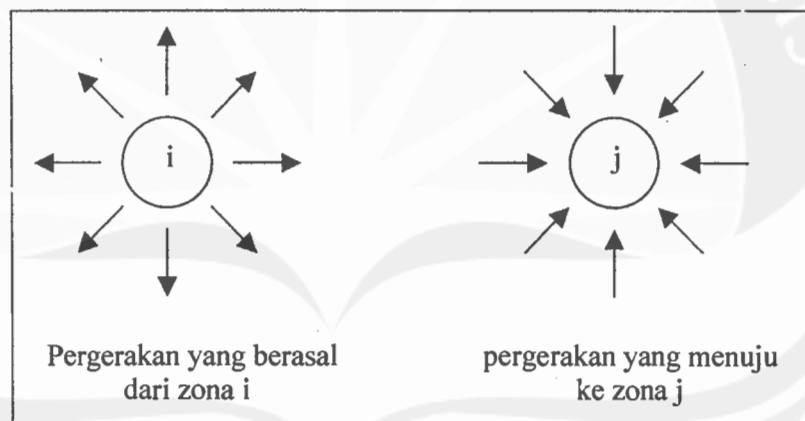 i
j
Pergerakan yang berasal
dari zona i
pergerakan yang menuju
ke zona j